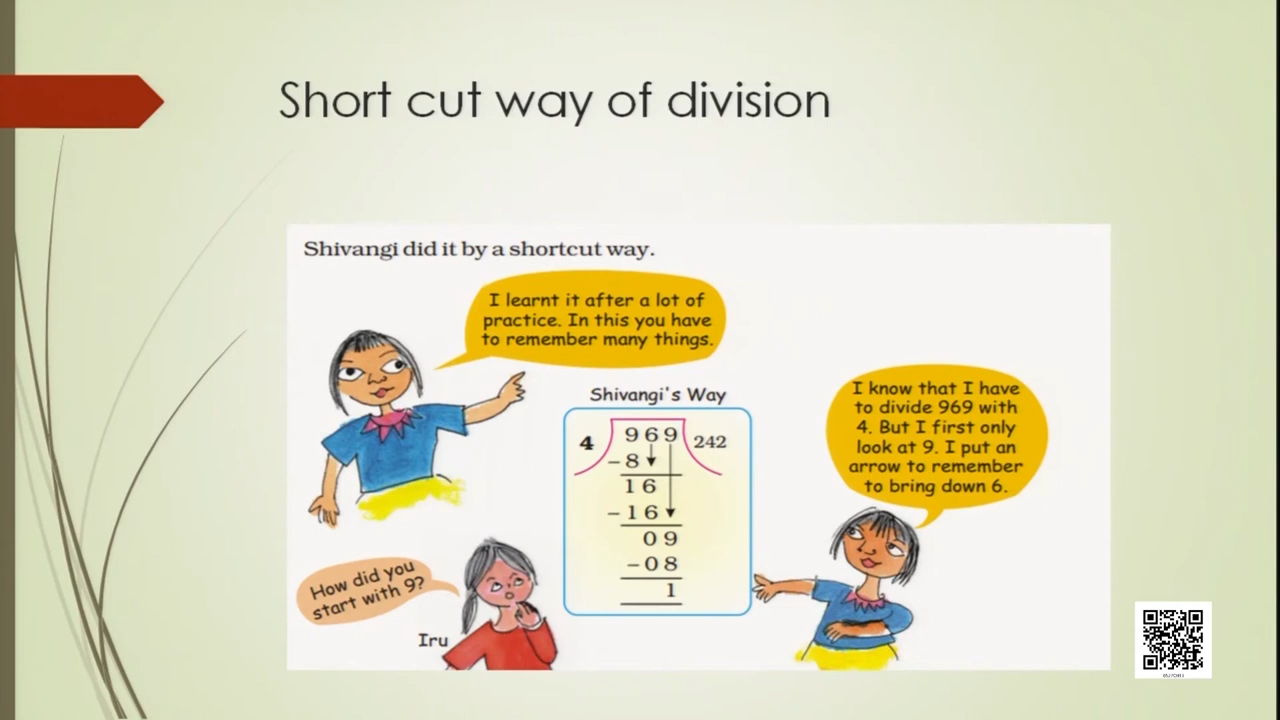 Short cut way of division
Shivangi did it by a shortcut way.
I learnt it after a lot of
practice. In this you have
to remember many things.
Shivangi's Way
4 969 242
-8
16
-16
09
-08
1
I know that I have
to divide 969 with
4. But I first only
look at 9. I put an
arrow to remember
to bring down 6.
How did you
start with 9?
Iru